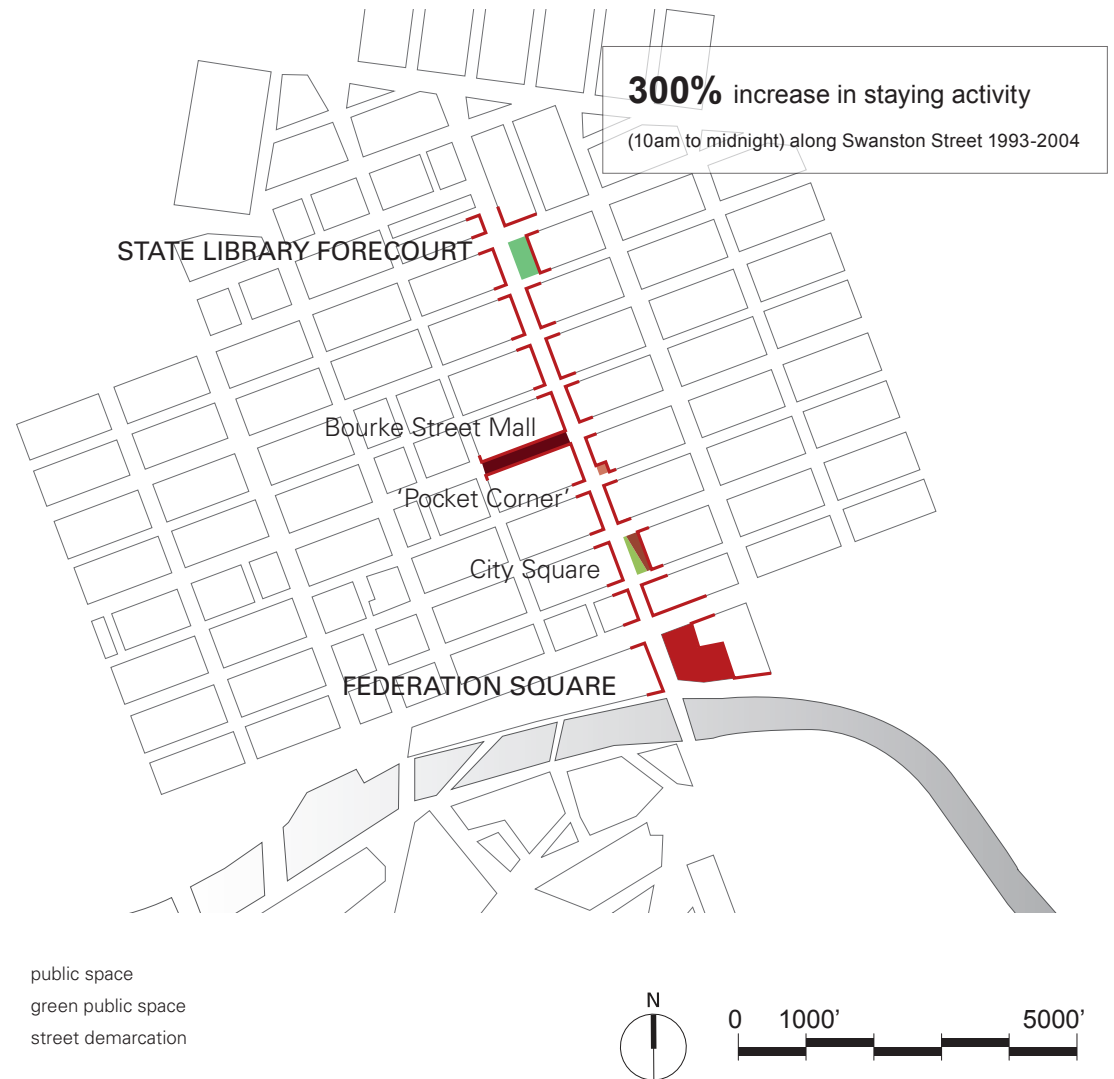 300% increase in staying activity
(10am to midnight) along Swanston Street 1993-2004
STATE LIBRARY FORECOURT
Bourke Street Mall
‘Pocket Corner’
City Square
FEDERATION SQUARE
public space
green public space
street demarcation
N
0 1000’ 5000’